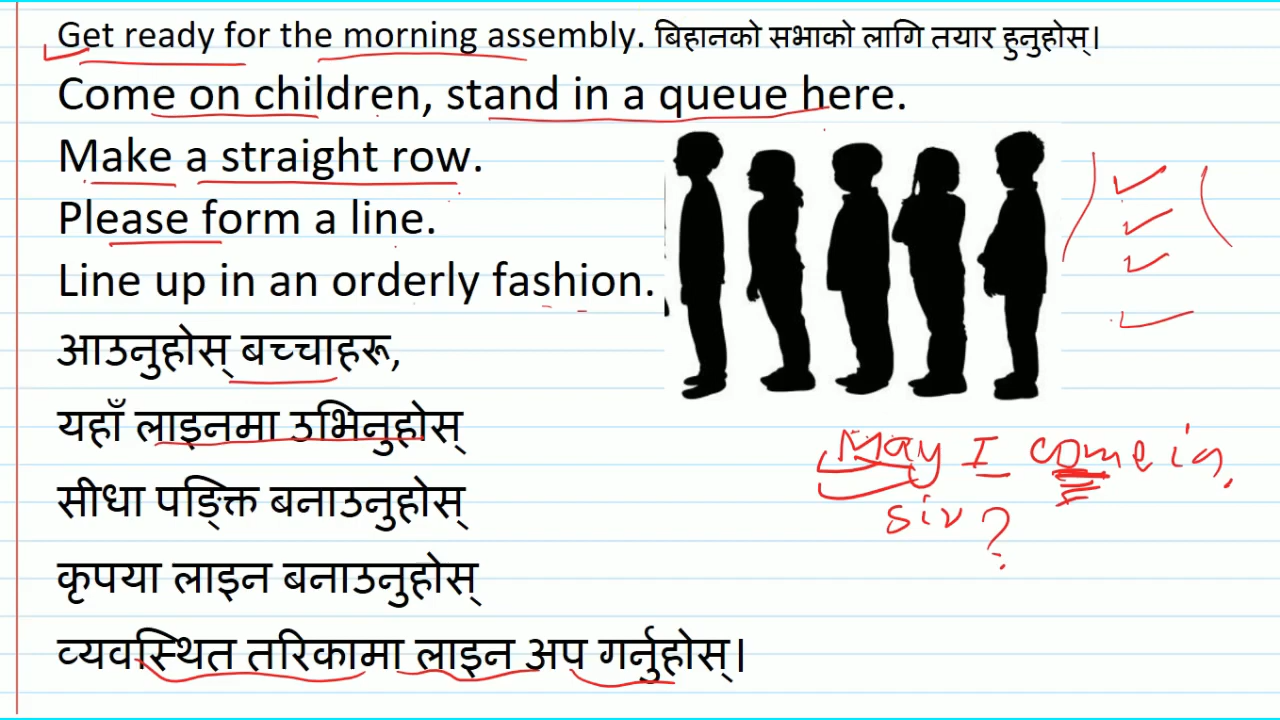 Get ready for the morning assembly. बिहानको सभाको लागि तयार हुनुहोस्।
Come on children, stand in a queue here.
Make a straight row.
Please form a line.
Line up in an orderly fashion.
आउनुहोस् बच्चाहरू,
यहाँ लाइनमा उभिनुहोस्
सीधा पङ्क्ति बनाउनुहोस्
कृपया लाइन बनाउनुहोस्
व्यवस्थित तरिकामा लाइन अप गर्नुहोस्।
May I come in,
sir?